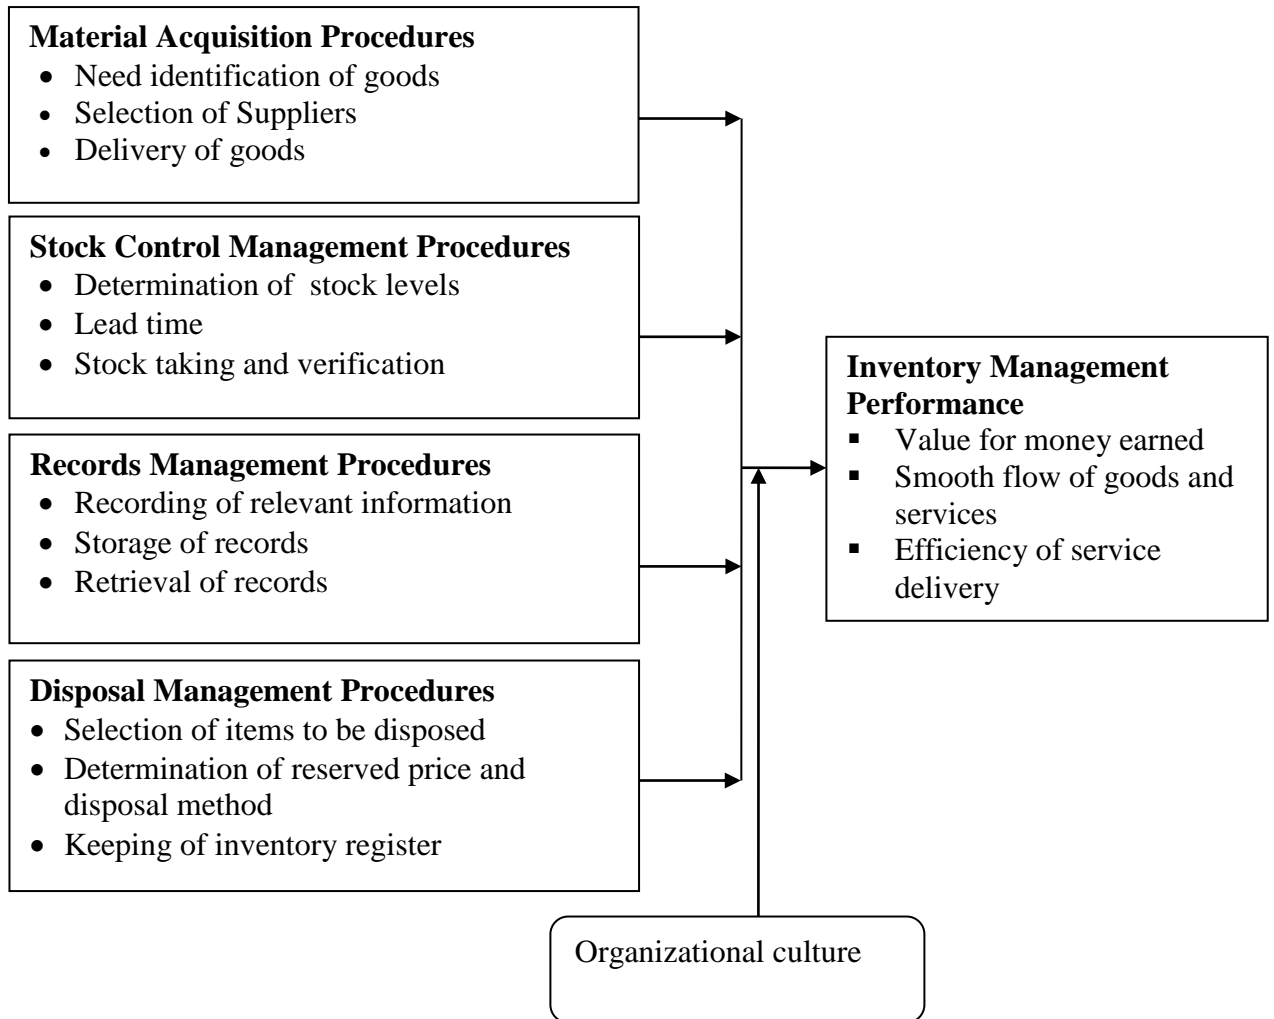 Material Acquisition Procedures
• Need identification of goods
• Selection of Suppliers
• Delivery of goods
Stock Control Management Procedures
• Determination of  stock levels
• Lead time
• Stock taking and verification
Records Management Procedures
• Recording of relevant information
• Storage of records
• Retrieval of records
Disposal Management Procedures
• Selection of items to be disposed
• Determination of reserved price and
disposal method
• Keeping of inventory register
Inventory Management
Performance
▪ Value for money earned
▪ Smooth flow of goods and
services
▪ Efficiency of service
delivery
Organizational culture